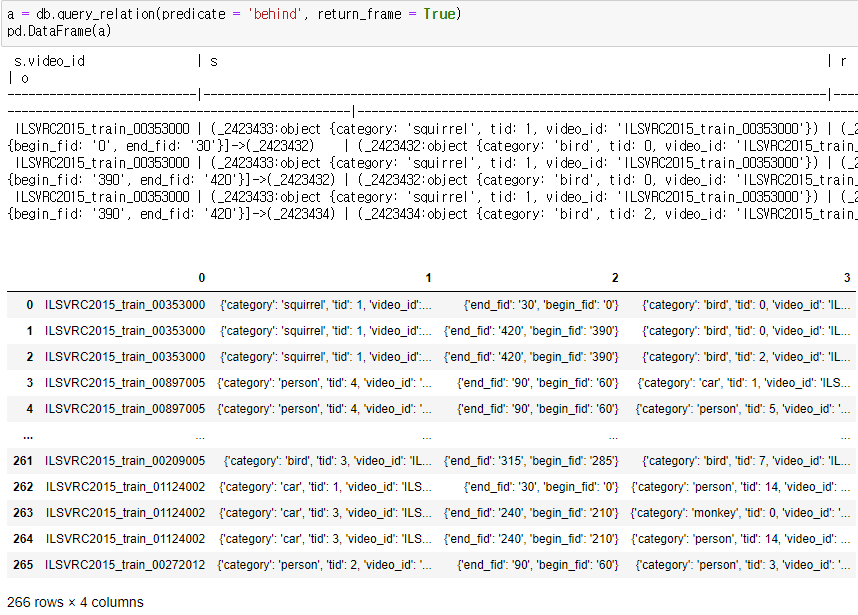 a = db.query_relation(predicate = 'behind', return_frame = True)
pd.DataFrame(a)
s.video_id | s | r
| o
---------------------------|---------------------------------------------------------------------------------------|----
------------------------------------------------|----------------------------------------------------------------------
ILSVRC2015_train_00353000 | (_2423433:object {category: 'squirrel', tid: 1, video_id: 'ILSVRC2015_train_00353000'}) | (_2
{begin_fid: '0', end_fid: '30'}]->(_2423432) | (_2423432:object {category: 'bird', tid: 0, video_id: 'ILSVRC2015_train_
ILSVRC2015_train_00353000 | (_2423433:object {category: 'squirrel', tid: 1, video_id: 'ILSVRC2015_train_00353000'}) | (_2
{begin_fid: '390', end_fid: '420'}]->(_2423432) | (_2423432:object {category: 'bird', tid: 0, video_id: 'ILSVRC2015_train_
ILSVRC2015_train_00353000 | (_2423433:object {category: 'squirrel', tid: 1, video_id: 'ILSVRC2015_train_00353000'}) | (_2
{begin_fid: '390', end_fid: '420'}]->(_2423434) | (_2423434:object {category: 'bird', tid: 2, video_id: 'ILSVRC2015_train_
0 1 2 3
0 ILSVRC2015_train_00353000 {'category': 'squirrel', 'tid': 1, 'video_id':... {'end_fid': '30', 'begin_fid': '0'} {'category': 'bird', 'tid': 0, 'video_id': 'IL...
1 ILSVRC2015_train_00353000 {'category': 'squirrel', 'tid': 1, 'video_id':... {'end_fid': '420', 'begin_fid': '390'} {'category': 'bird', 'tid': 0, 'video_id': 'IL...
2 ILSVRC2015_train_00353000 {'category': 'squirrel', 'tid': 1, 'video_id':... {'end_fid': '420', 'begin_fid': '390'} {'category': 'bird', 'tid': 2, 'video_id': 'IL...
3 ILSVRC2015_train_00897005 {'category': 'person', 'tid': 4, 'video_id': '... {'end_fid': '90', 'begin_fid': '60'} {'category': 'car', 'tid': 1, 'video_id': 'ILS...
4 ILSVRC2015_train_00897005 {'category': 'person', 'tid': 4, 'video_id': '... {'end_fid': '90', 'begin_fid': '60'} {'category': 'person', 'tid': 5, 'video_id': '...
... ... ... ... ...
261 ILSVRC2015_train_00209005 {'category': 'bird', 'tid': 3, 'video_id': 'IL... {'end_fid': '315', 'begin_fid': '285'} {'category': 'bird', 'tid': 7, 'video_id': 'IL...
262 ILSVRC2015_train_01124002 {'category': 'car', 'tid': 1, 'video_id': 'ILS... {'end_fid': '30', 'begin_fid': '0'} {'category': 'person', 'tid': 14, 'video_id': ...
263 ILSVRC2015_train_01124002 {'category': 'car', 'tid': 3, 'video_id': 'ILS... {'end_fid': '240', 'begin_fid': '210'} {'category': 'monkey', 'tid': 0, 'video_id': '...
264 ILSVRC2015_train_01124002 {'category': 'car', 'tid': 3, 'video_id': 'ILS... {'end_fid': '240', 'begin_fid': '210'} {'category': 'person', 'tid': 14, 'video_id': ...
265 ILSVRC2015_train_00272012 {'category': 'person', 'tid': 2, 'video_id': '... {'end_fid': '90', 'begin_fid': '60'} {'category': 'person', 'tid': 3, 'video_id': '...
266 rows × 4 columns